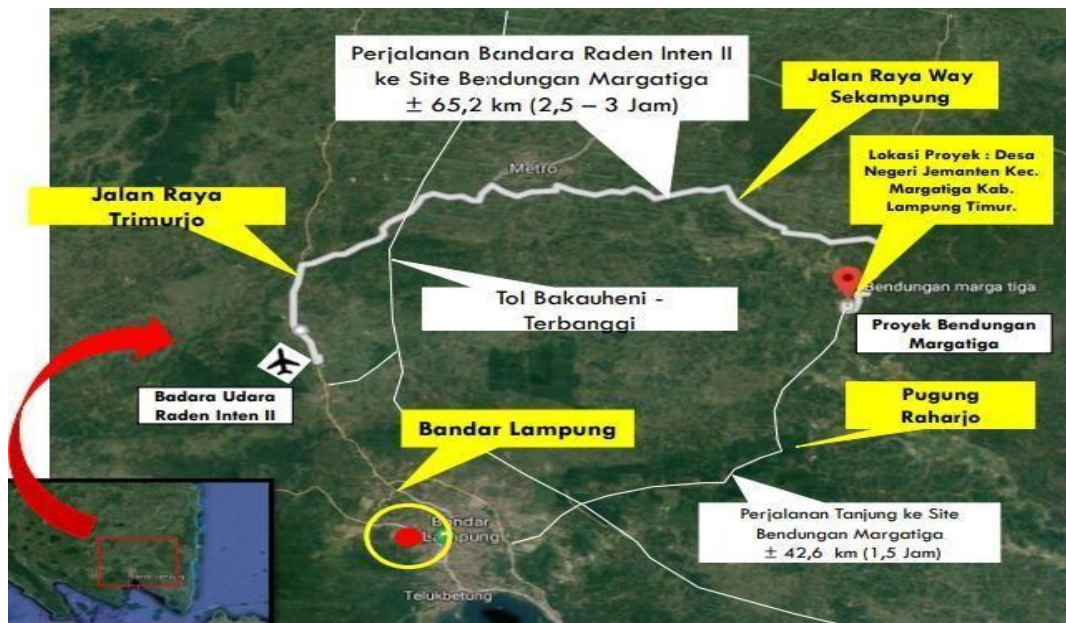 Perjalanan Bandara Raden Inten II
ke Site Bendungan Margatiga
± 65,2 km (2,5 – 3 Jam)
Jalan Raya Way
Sekampung
Lokasi Proyek : Desa
Negeri Jemanten Kec.
Margatiga Kab.
Lampung Timur.
Metro
Jalan Raya
Trimurjo
Tol Bakauheni -
Terbanggi
Bendungan marga tiga
Proyek Bendungan
Margatiga
Badara Udara
Raden Inten II
Bandar Lampung
Pugung
Raharjo
Bandar
Lampung
Perjalanan Tanjung ke Site
Bendungan Margatiga
± 42,6 km (1,5 Jam)
Telukbetung